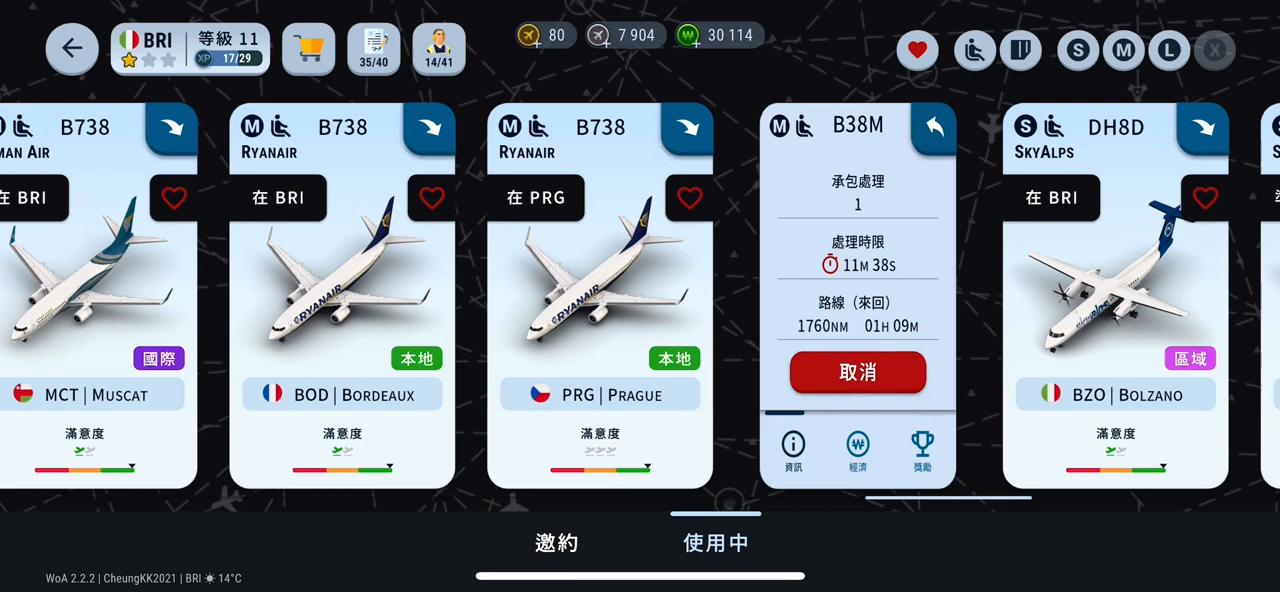 BRI
等級 11
XP 17/29
35/40
14/41
80
7 904
30 114
S
M
L
X
B738
MAN AIR
在 BRI
國際
MCT | MUSCAT
滿意度
M
B738
RYANAIR
在 BRI
RYANAIR
本地
BOD | BORDEAUX
滿意度
M
B738
RYANAIR
在 PRG
RYANAIR
本地
PRG | PRAGUE
滿意度
M
B38M
承包處理
1
處理時限
11M 38S
路線（來回）
1760NM 01H 09M
取消
資訊
經濟
獎勵
S
DH8D
SKYALPS
在 BRI
區域
BZO | BOLZANO
滿意度
邀約
使用中
WoA 2.2.2 | CheungKK2021 | BRI 14°C